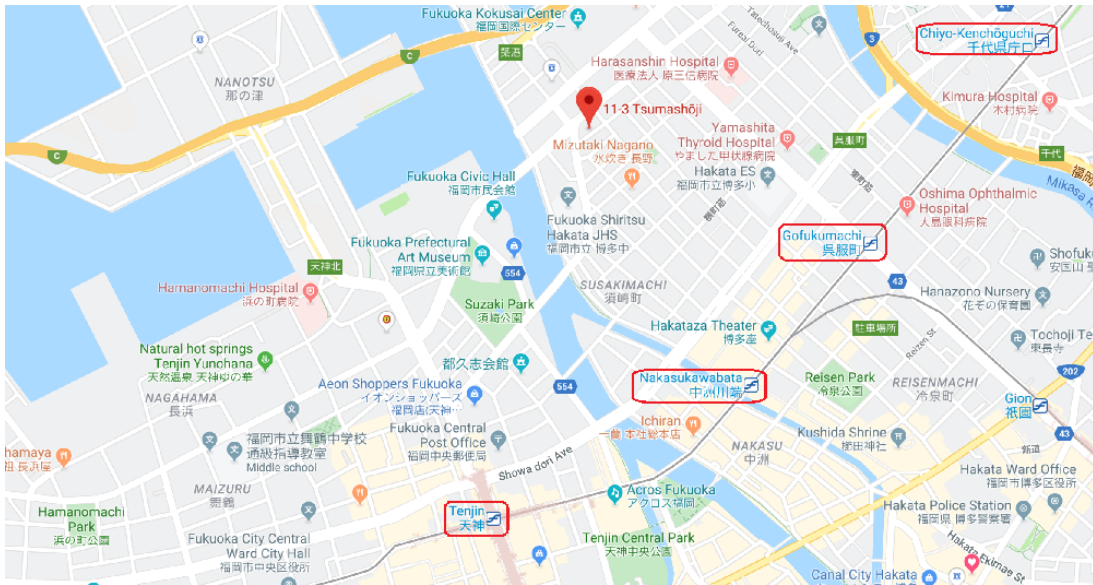 Fukuoka Kokusai Center
福岡国際センター
築港
Tatechosuji Ave
Fureai Dori
3
21
Chiyo-Kenchōguchi
千代県庁口
C
NANOTSU
那の津
Harasanshin Hospital
医療法人 原三信病院
Kimura Hospital
木村病院
11-3 Tsumashōji
Yamashita
Thyroid Hospital
やました甲状腺病院
呉服町
Mizutaki Nagano
水炊き 長野
千代
C
Hakata ES
福岡市立博多小
Fukuoka Civic Hall
福岡市民会館
Oshima Ophthalmic
Hospital
大島眼科病院
Fukuoka Shiritsu
Hakata JHS
福岡市立 博多中
Gofukumachi
呉服町
Fukuoka Prefectural
Art Museum
福岡県立美術館
天神北
554
SUSAKIMACHI
須崎町
43
Hamanomachi Hospital
浜の町病院
Suzaki Park
須崎公園
Hanazono Nursery
花ぞの保育園
Hakataza Theater
博多座
駐車場所
Reizen St
Natural hot springs
Tenjin Yunohana
天然温泉 天神ゆの華
都久志会館
Nakasukawabata
中洲川端
Reisen Park
冷泉公園
REISENMACHI
冷泉町
202
NAGAHAMA
長浜
Aeon Shoppers Fukuoka
イオンショッパーズ
福岡店(天神…
554
Gion
祇園
Ichiran
一蘭 本社総本店
Kushida Shrine
櫛田神社
43
新道
福岡市立舞鶴中学校
通級指導教室
Middle school
Fukuoka Central
Post Office
福岡中央郵便局
NAKASU
中洲
Showa dori Ave
Hakata Ward Office
福岡市博多区役所
MAIZURU
舞鶴
Acros Fukuoka
アクロス福岡
Hakata Police Station
福岡県 博多警察署
Hamanomachi
Park
浜の町公園
Tenjin
天神
Fukuoka City Central
Ward City Hall
福岡市中央区役所
Tenjin Central Park
天神中央公園
Canal City Hakata